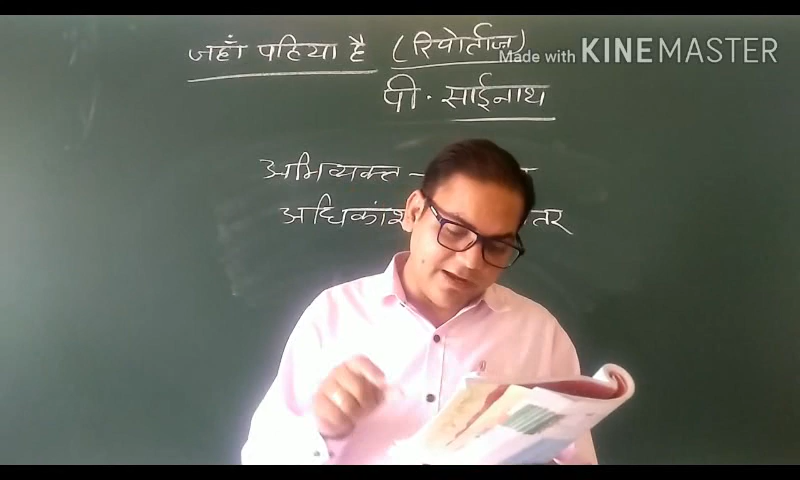 जहाँ पहिया है (रिपोर्ताज)
Made with KINEMASTER
पी. साईनाथ
अभिव्यक्त -
अधिकांश